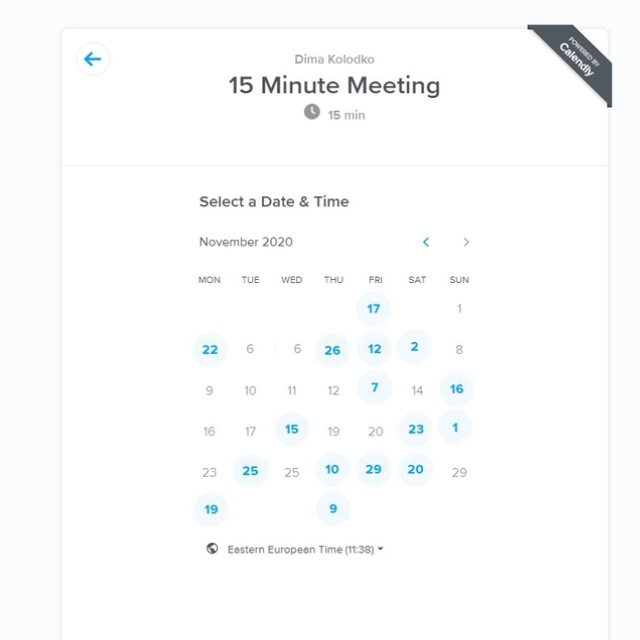 POWERED BY
Calendly
Dima Kolodko
15 Minute Meeting
15 min
Select a Date & Time
November 2020
MON TUE WED THU FRI SAT SUN
17 1
22 6 6 26 12 2 8
9 10 11 12 7 14 16
16 17 15 19 20 23 1
23 25 25 10 29 20 29
19 9
Eastern European Time (11:38)